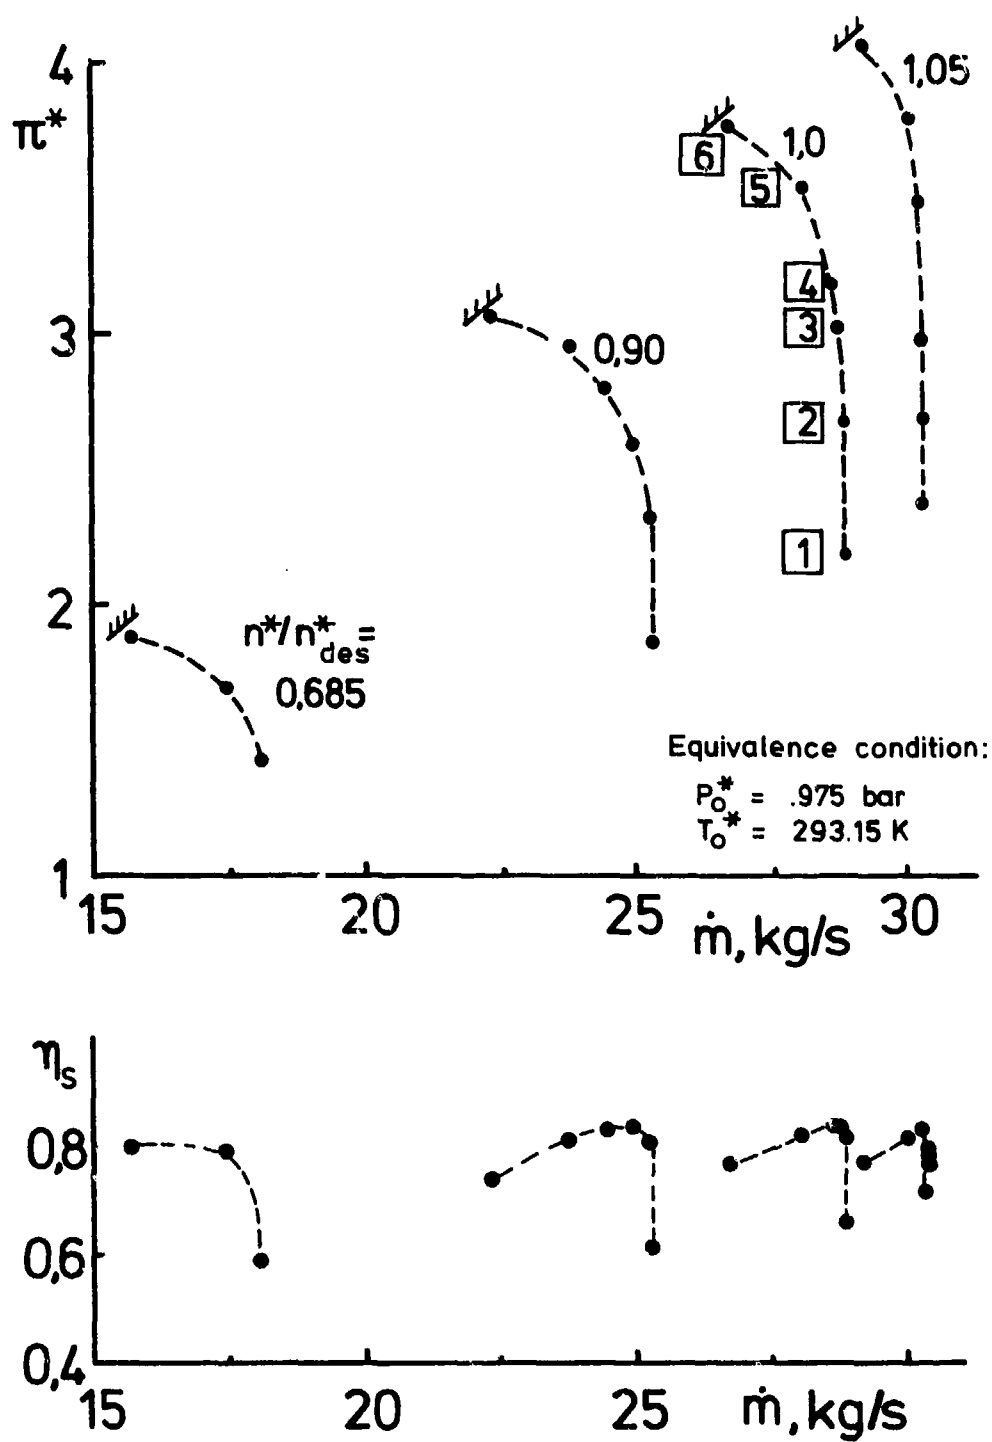 4
π*
1,05
1,0
6
5
4
3
3
0,90
2
1
2
n*/n*des =
0,685
Equivalence condition:
P₀* = .975 bar
T₀* = 293.15 K
1
15 20 25 30
ṁ, kg/s
ηs
0,8
0,6
0,4
15 20 25 ṁ, kg/s